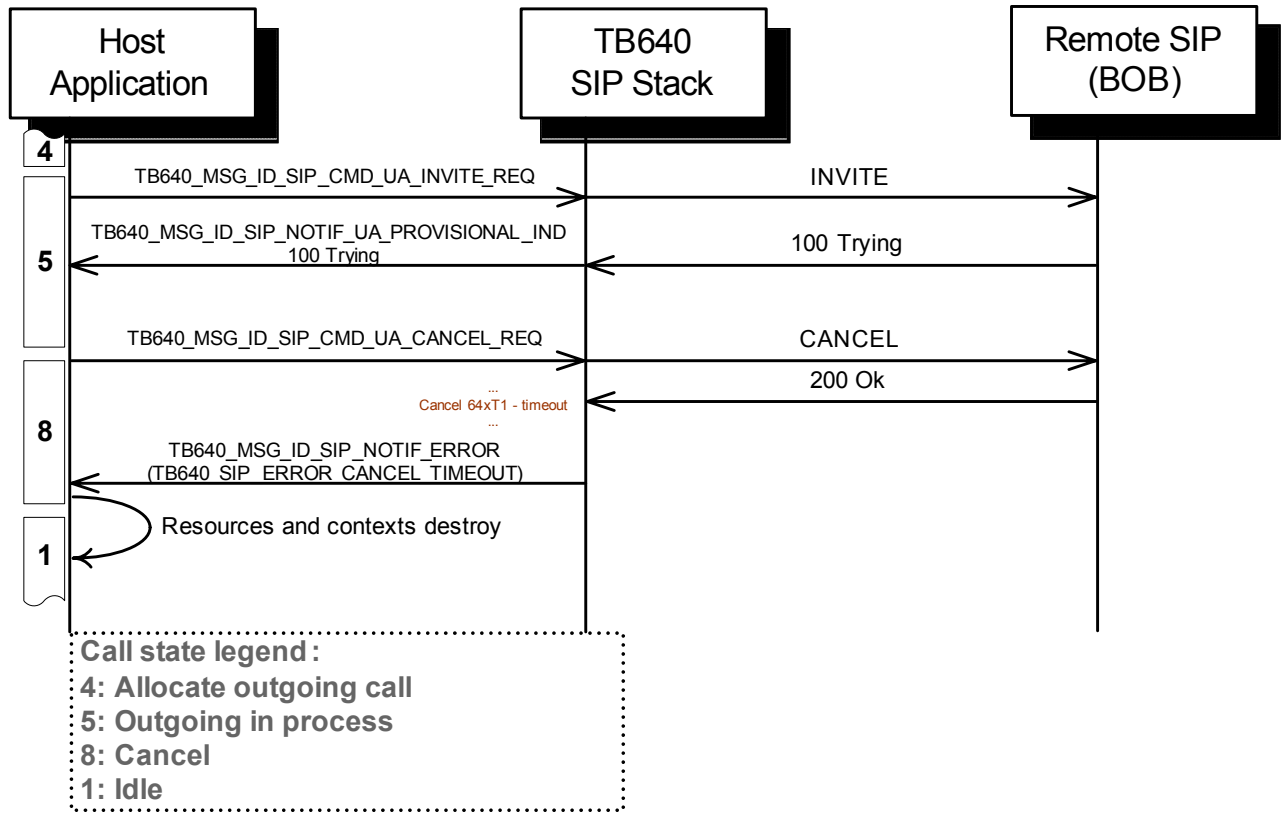 Host
Application
TB640
SIP Stack
Remote SIP
(BOB)
4
TB640_MSG_ID_SIP_CMD_UA_INVITE_REQ
INVITE
TB640_MSG_ID_SIP_NOTIF_UA_PROVISIONAL_IND
100 Trying
100 Trying
5
TB640_MSG_ID_SIP_CMD_UA_CANCEL_REQ
CANCEL
200 Ok
...
Cancel 64xT1 - timeout
...
8
TB640_MSG_ID_SIP_NOTIF_ERROR
(TB640_SIP_ERROR_CANCEL_TIMEOUT)
Resources and contexts destroy
1
Call state legend:
4: Allocate outgoing call
5: Outgoing in process
8: Cancel
1: Idle